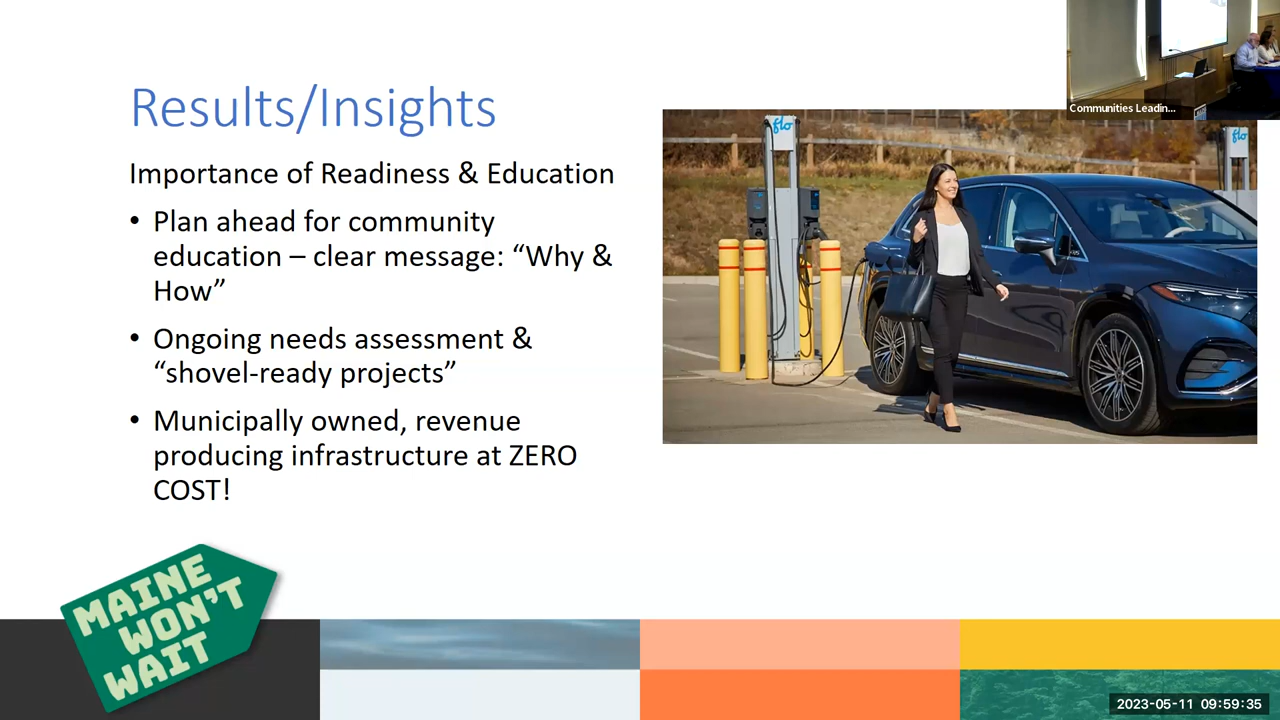 Results/Insights
Importance of Readiness & Education
• Plan ahead for community
education – clear message: “Why &
How”
• Ongoing needs assessment &
“shovel-ready projects”
• Municipally owned, revenue
producing infrastructure at ZERO
COST!
Communities Leadin...
flo
flo
MAINE
WON'T
WAIT
2023-05-11 09:59:35